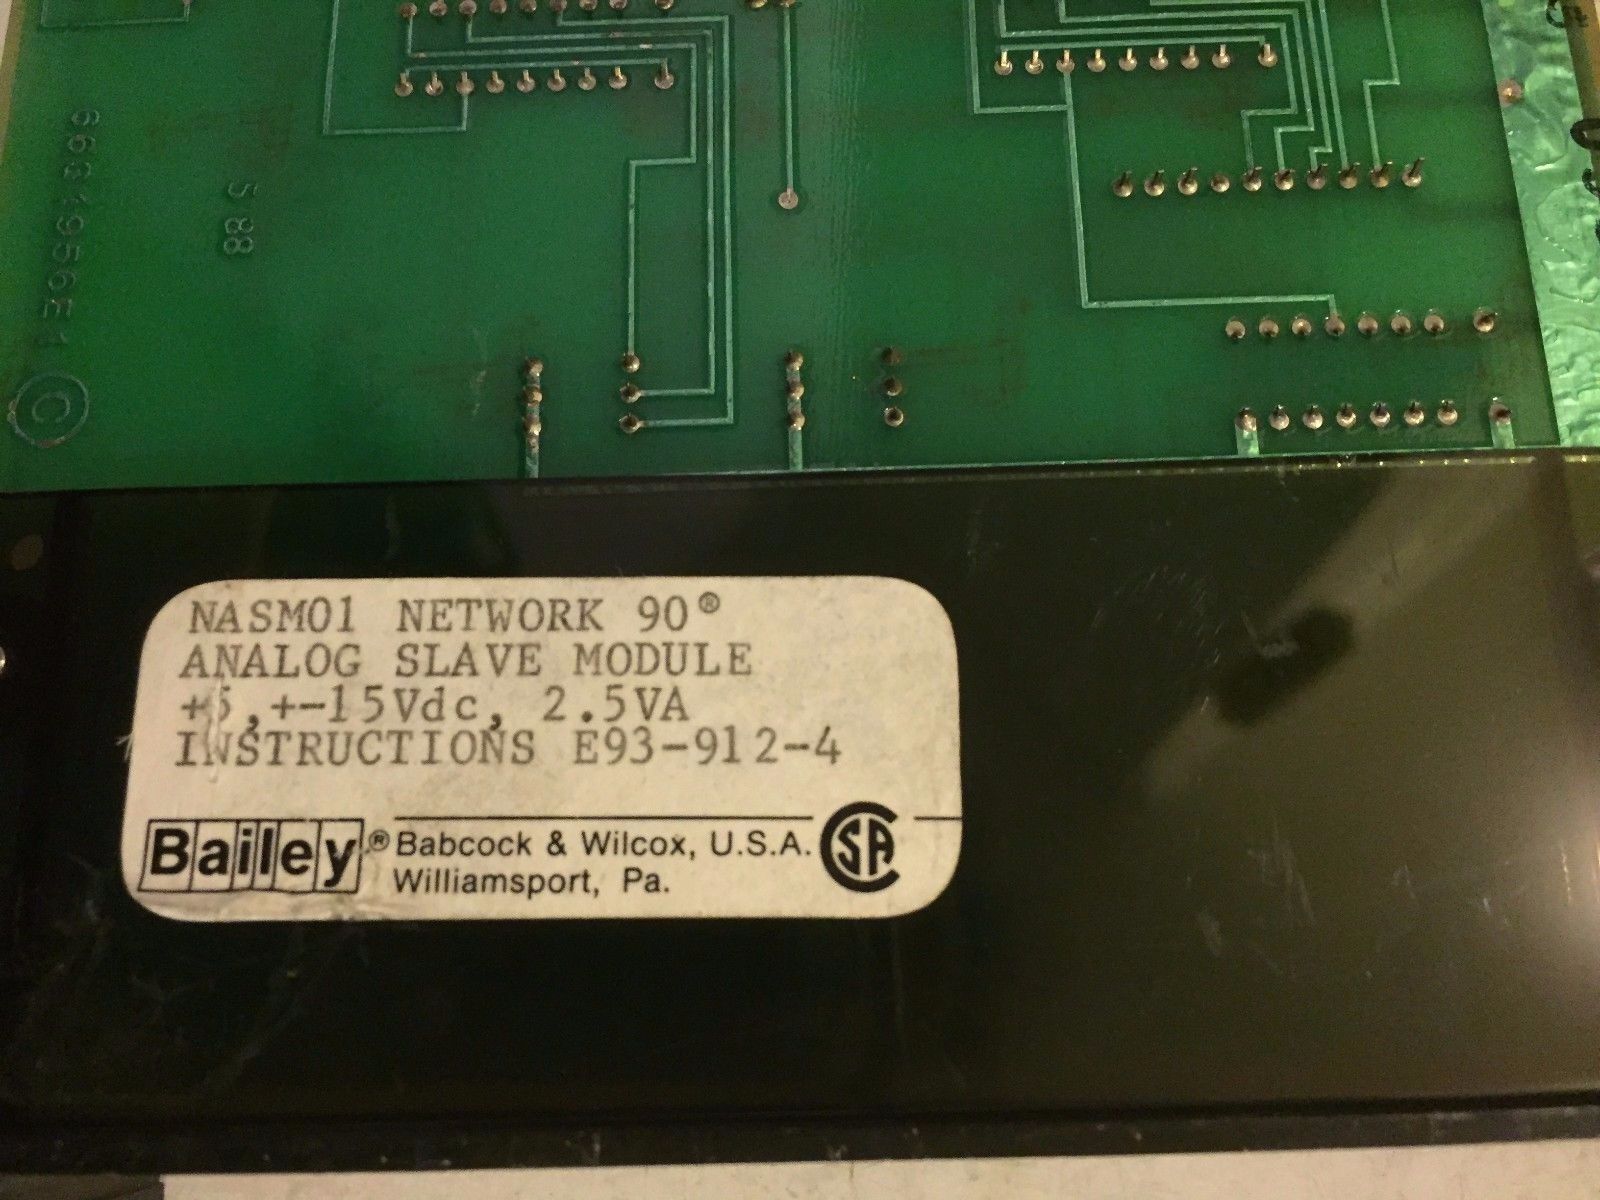 6631956E1
C
5 88
NASM01 NETWORK 90®
ANALOG SLAVE MODULE
+5,+-15Vdc, 2.5VA
INSTRUCTIONS E93-912-4
Bailey® Babcock & Wilcox, U.S.A.
Williamsport, Pa.
CSA